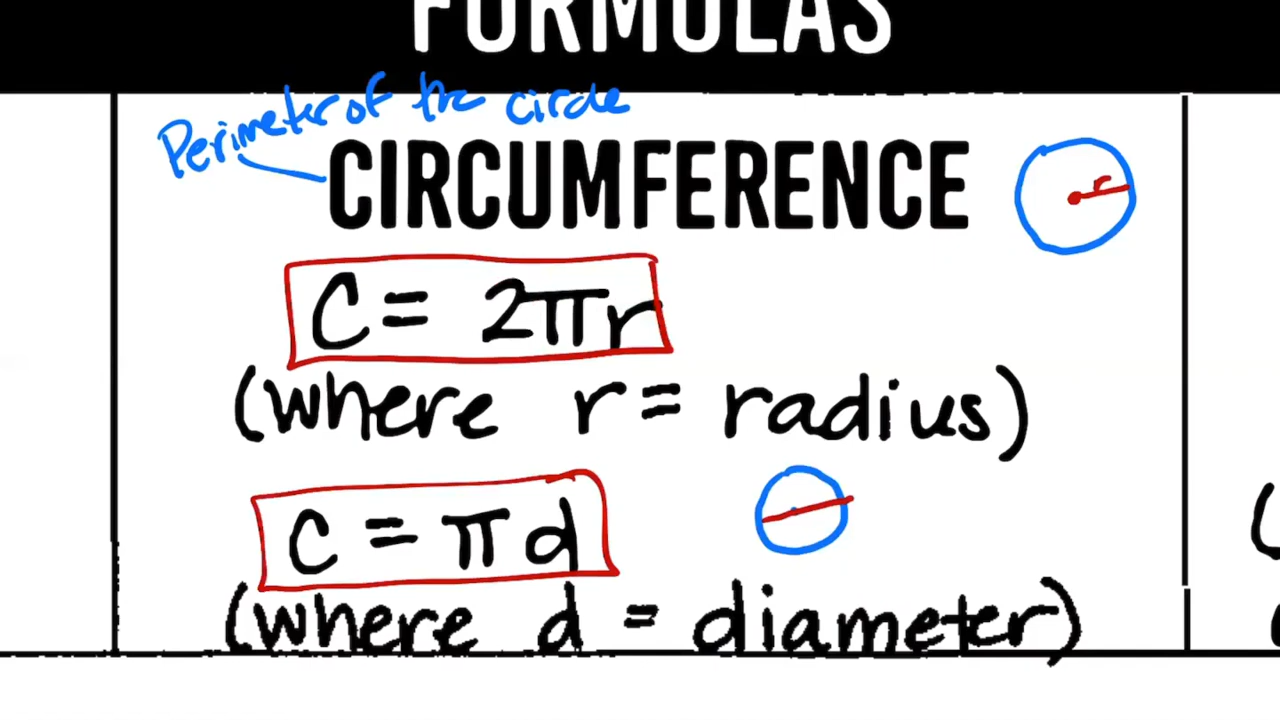 FORMULAS
Perimeter of the circle
CIRCUMFERENCE
r
C = 2πr
(where r = radius)
C = πd
(where d = diameter)